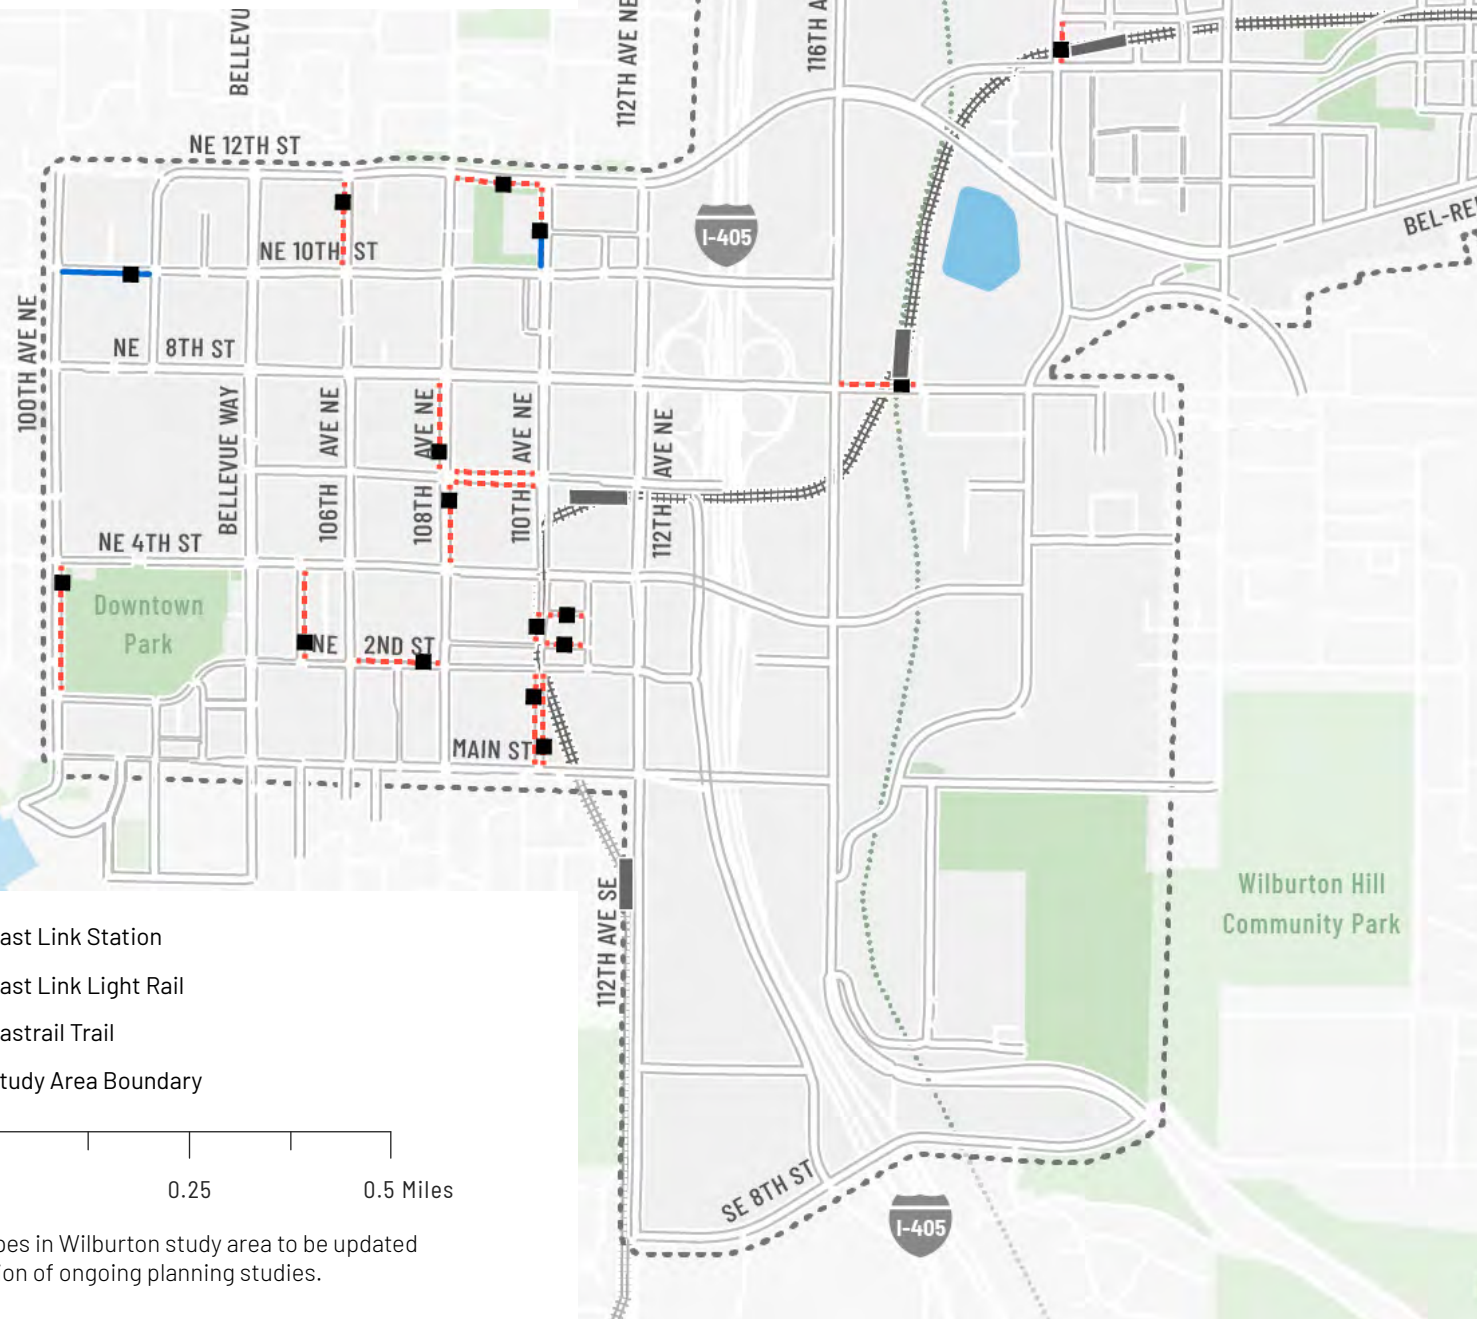 BELLEVU
112TH AVE NE
116TH A
NE 12TH ST
I-405
NE 10TH ST
BEL-RE
100TH AVE NE
NE 8TH ST
BELLEVUE WAY
106TH AVE NE
108TH AVE NE
110TH AVE NE
112TH AVE NE
NE 4TH ST
Downtown
Park
NE 2ND ST
MAIN ST
Wilburton Hill
Community Park
112TH AVE SE
ast Link Station
ast Link Light Rail
astrail Trail
tudy Area Boundary
0.25
0.5 Miles
SE 8TH ST
I-405
pes in Wilburton study area to be updated
ion of ongoing planning studies.